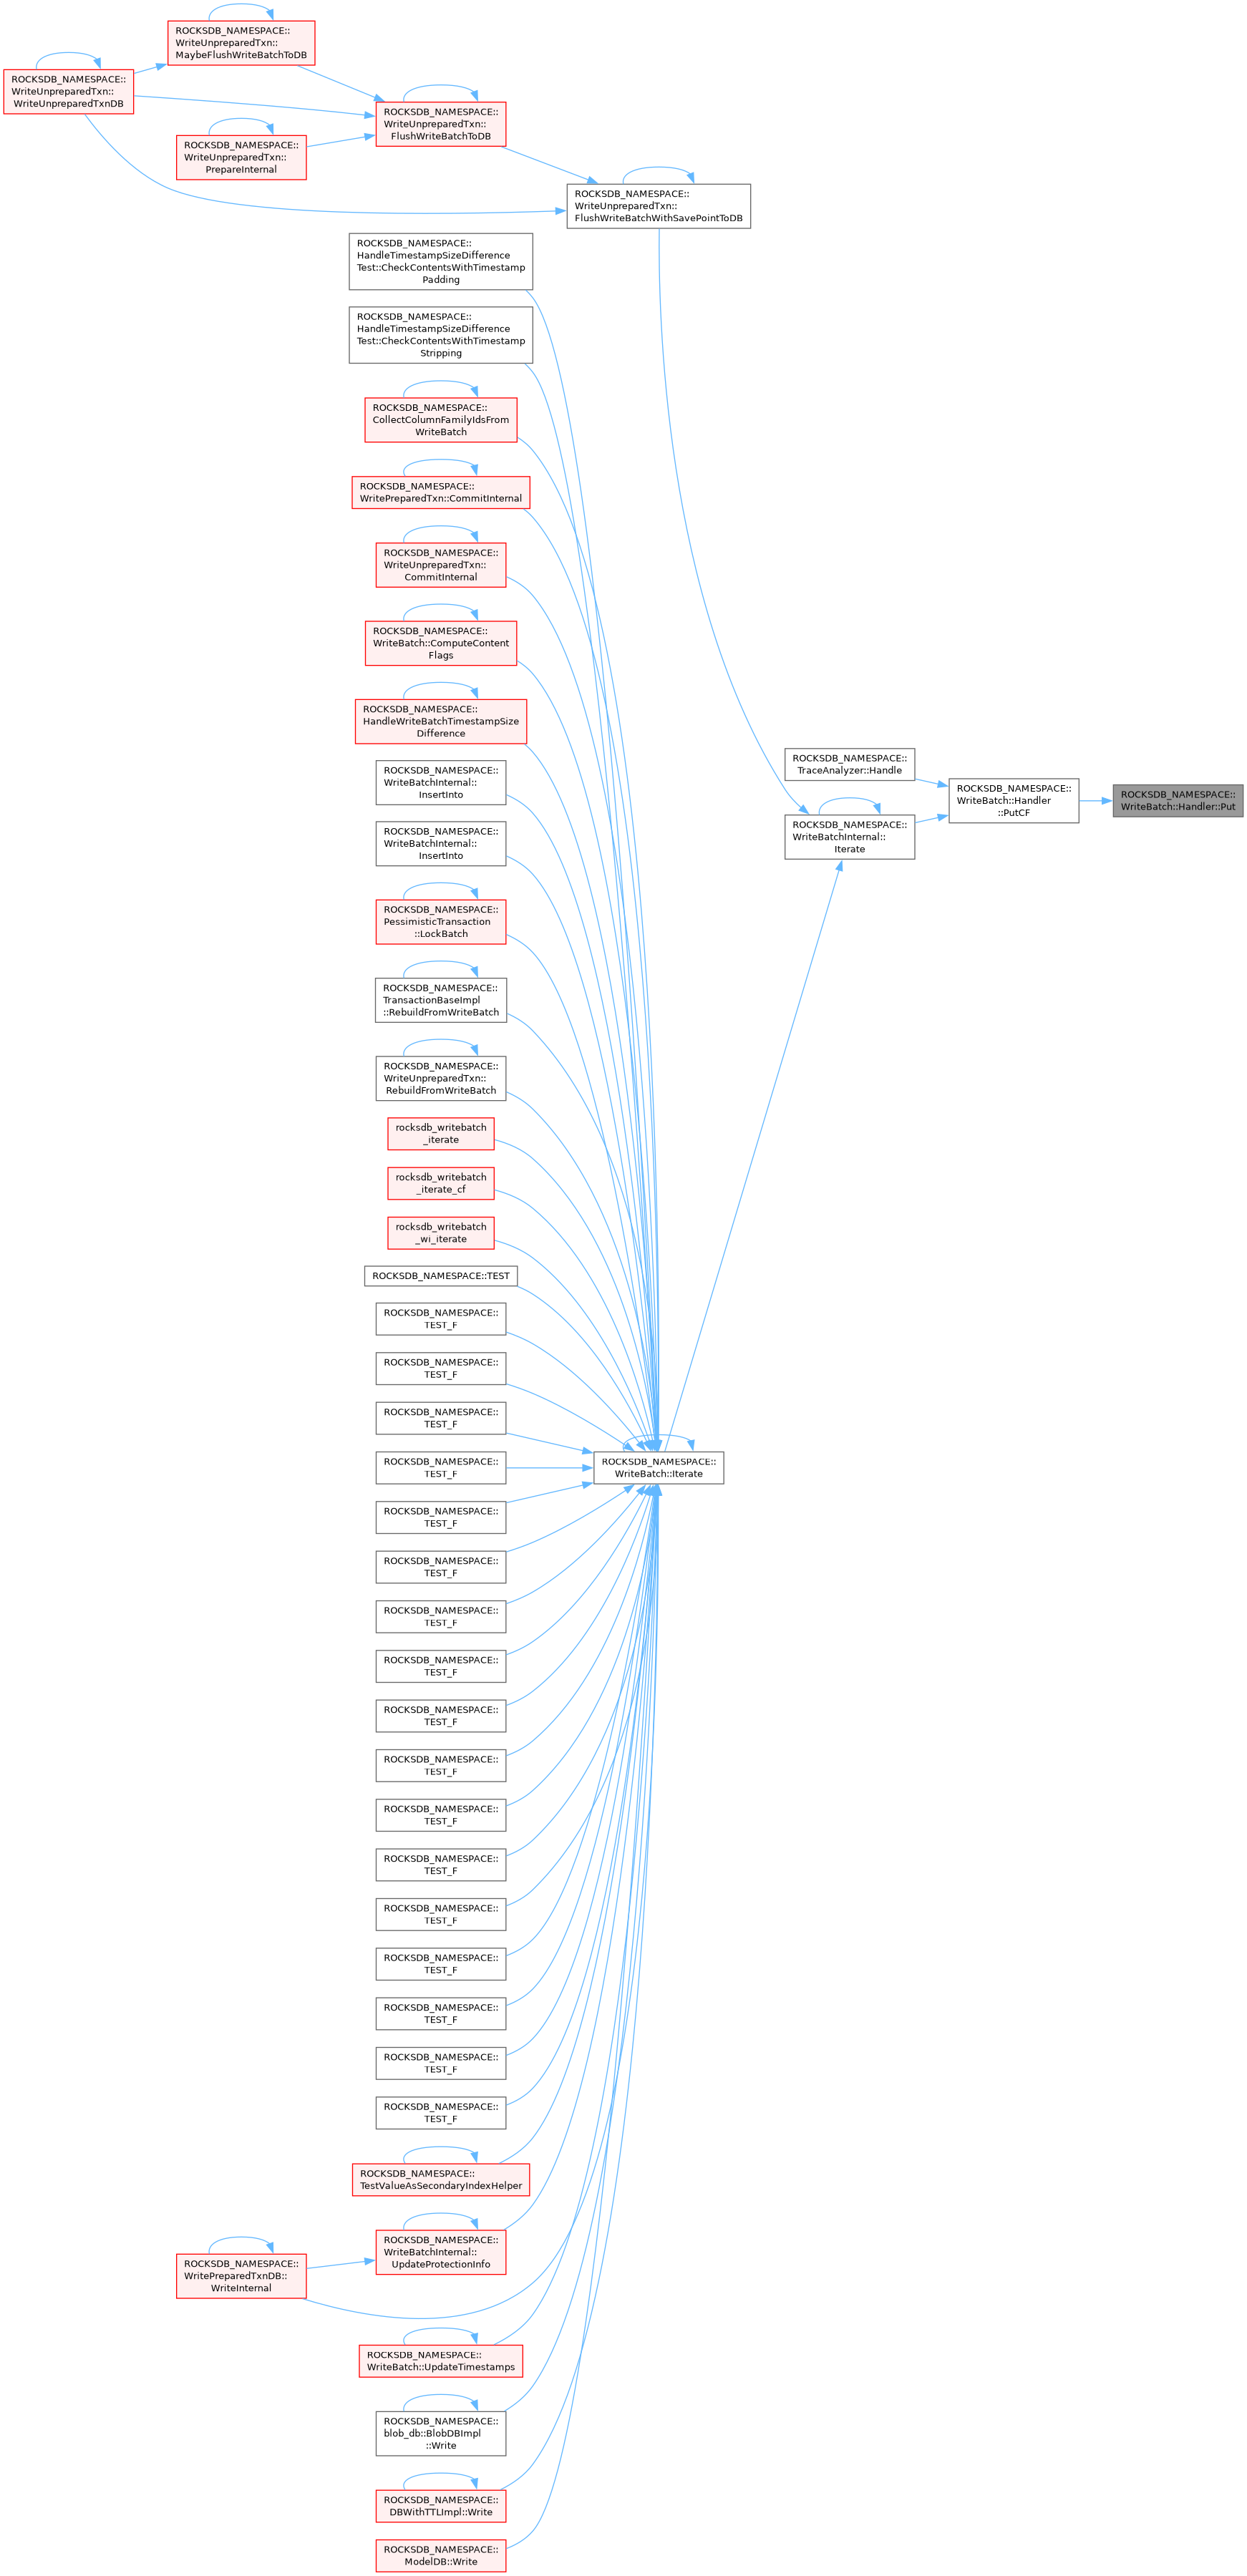 ROCKSDB_NAMESPACE::
WriteUnpreparedTxn::
MaybeFlushWriteBatchToDB
ROCKSDB_NAMESPACE::
WriteUnpreparedTxn::
WriteUnpreparedTxnDB
ROCKSDB_NAMESPACE::
WriteUnpreparedTxn::
FlushWriteBatchToDB
ROCKSDB_NAMESPACE::
WriteUnpreparedTxn::
PrepareInternal
ROCKSDB_NAMESPACE::
WriteUnpreparedTxn::
FlushWriteBatchWithSavePointToDB
ROCKSDB_NAMESPACE::
HandleTimestampSizeDifference
Test::CheckContentsWithTimestamp
Padding
ROCKSDB_NAMESPACE::
HandleTimestampSizeDifference
Test::CheckContentsWithTimestamp
Stripping
ROCKSDB_NAMESPACE::
CollectColumnFamilyIdsFrom
WriteBatch
ROCKSDB_NAMESPACE::
WritePreparedTxn::CommitInternal
ROCKSDB_NAMESPACE::
WriteUnpreparedTxn::
CommitInternal
ROCKSDB_NAMESPACE::
WriteBatch::ComputeContent
Flags
ROCKSDB_NAMESPACE::
HandleWriteBatchTimestampSize
Difference
ROCKSDB_NAMESPACE::
WriteBatchInternal::
InsertInto
ROCKSDB_NAMESPACE::
TraceAnalyzer::Handle
ROCKSDB_NAMESPACE::
WriteBatch::Handler
::PutCF
ROCKSDB_NAMESPACE::
WriteBatch::Handler::Put
ROCKSDB_NAMESPACE::
WriteBatchInternal::
Iterate
ROCKSDB_NAMESPACE::
WriteBatchInternal::
InsertInto
ROCKSDB_NAMESPACE::
PessimisticTransaction
::LockBatch
ROCKSDB_NAMESPACE::
TransactionBaseImpl
::RebuildFromWriteBatch
ROCKSDB_NAMESPACE::
WriteUnpreparedTxn::
RebuildFromWriteBatch
rocksdb_writebatch
_iterate
rocksdb_writebatch
_iterate_cf
rocksdb_writebatch
_wi_iterate
ROCKSDB_NAMESPACE::TEST
ROCKSDB_NAMESPACE::
TEST_F
ROCKSDB_NAMESPACE::
TEST_F
ROCKSDB_NAMESPACE::
TEST_F
ROCKSDB_NAMESPACE::
TEST_F
ROCKSDB_NAMESPACE::
WriteBatch::Iterate
ROCKSDB_NAMESPACE::
TEST_F
ROCKSDB_NAMESPACE::
TEST_F
ROCKSDB_NAMESPACE::
TEST_F
ROCKSDB_NAMESPACE::
TEST_F
ROCKSDB_NAMESPACE::
TEST_F
ROCKSDB_NAMESPACE::
TEST_F
ROCKSDB_NAMESPACE::
TEST_F
ROCKSDB_NAMESPACE::
TEST_F
ROCKSDB_NAMESPACE::
TEST_F
ROCKSDB_NAMESPACE::
TEST_F
ROCKSDB_NAMESPACE::
TEST_F
ROCKSDB_NAMESPACE::
TEST_F
ROCKSDB_NAMESPACE::
TEST_F
ROCKSDB_NAMESPACE::
TestValueAsSecondaryIndexHelper
ROCKSDB_NAMESPACE::
WriteBatchInternal::
UpdateProtectionInfo
ROCKSDB_NAMESPACE::
WritePreparedTxnDB::
WriteInternal
ROCKSDB_NAMESPACE::
WriteBatch::UpdateTimestamps
ROCKSDB_NAMESPACE::
blob_db::BlobDBImpl
::Write
ROCKSDB_NAMESPACE::
DBWithTTLImpl::Write
ROCKSDB_NAMESPACE::
ModelDB::Write